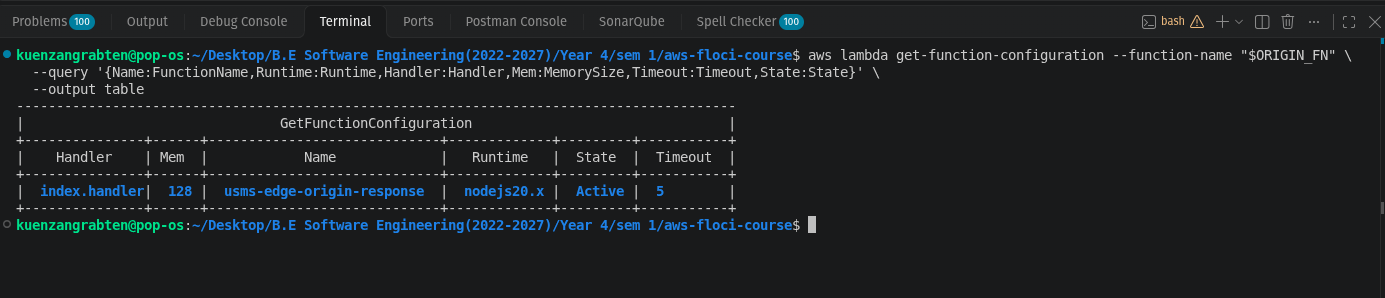 Problems 100 Output Debug Console Terminal Ports Postman Console SonarQube Spell Checker 100 bash
kuenzangrabten@pop-os:~/Desktop/B.E Software Engineering(2022-2027)/Year 4/sem 1/aws-floci-course$ aws lambda get-function-configuration --function-name "$ORIGIN_FN" \
  --query '{Name:FunctionName,Runtime:Runtime,Handler:Handler,Mem:MemorySize,Timeout:Timeout,State:State}' \
  --output table
------------------------------------------------------------------------------------------
|                                GetFunctionConfiguration                                |
+---------------+------+-----------------------------+-------------+---------+-----------+
|    Handler    | Mem  |            Name             |   Runtime   |  State  |  Timeout  |
+---------------+------+-----------------------------+-------------+---------+-----------+
|  index.handler|  128 |  usms-edge-origin-response  |  nodejs20.x |  Active |  5        |
+---------------+------+-----------------------------+-------------+---------+-----------+
kuenzangrabten@pop-os:~/Desktop/B.E Software Engineering(2022-2027)/Year 4/sem 1/aws-floci-course$